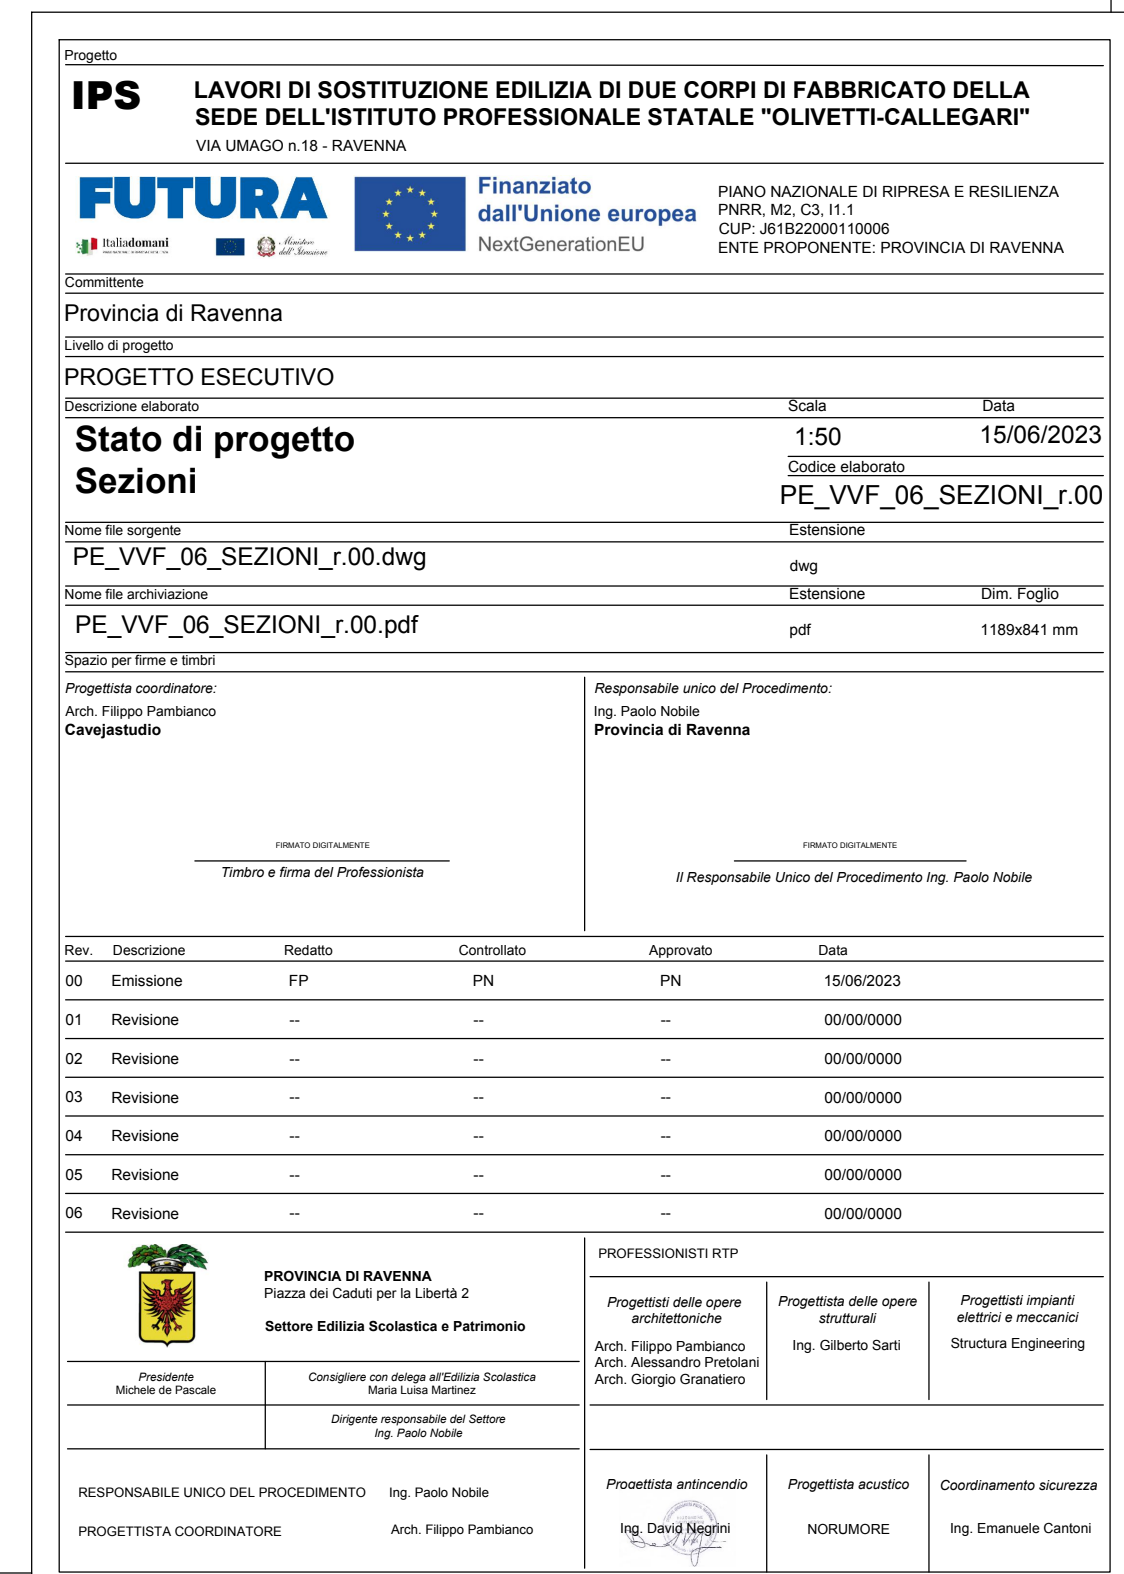 Progetto
IPS
LAVORI DI SOSTITUZIONE EDILIZIA DI DUE CORPI DI FABBRICATO DELLA
SEDE DELL'ISTITUTO PROFESSIONALE STATALE "OLIVETTI-CALLEGARI"
VIA UMAGO n.18 - RAVENNA
FUTURA
Italiadomani
Ministero
dell'Istruzione
Finanziato
dall'Unione europea
NextGenerationEU
PIANO NAZIONALE DI RIPRESA E RESILIENZA
PNRR, M2, C3, I1.1
CUP: J61B22000110006
ENTE PROPONENTE: PROVINCIA DI RAVENNA
Committente
Provincia di Ravenna
Livello di progetto
PROGETTO ESECUTIVO
Descrizione elaborato Scala Data
Stato di progetto 1:50 15/06/2023
Sezioni
Codice elaborato
PE_VVF_06_SEZIONI_r.00
Nome file sorgente Estensione
PE_VVF_06_SEZIONI_r.00.dwg dwg
Nome file archiviazione Estensione Dim. Foglio
PE_VVF_06_SEZIONI_r.00.pdf pdf 1189x841 mm
Spazio per firme e timbri
Progettista coordinatore:
Arch. Filippo Pambianco
Cavejastudio
FIRMATO DIGITALMENTE
Timbro e firma del Professionista
Responsabile unico del Procedimento:
Ing. Paolo Nobile
Provincia di Ravenna
FIRMATO DIGITALMENTE
Il Responsabile Unico del Procedimento Ing. Paolo Nobile
Rev. Descrizione Redatto Controllato Approvato Data
00 Emissione FP PN PN 15/06/2023
01 Revisione -- -- -- 00/00/0000
02 Revisione -- -- -- 00/00/0000
03 Revisione -- -- -- 00/00/0000
04 Revisione -- -- -- 00/00/0000
05 Revisione -- -- -- 00/00/0000
06 Revisione -- -- -- 00/00/0000
PROVINCIA DI RAVENNA
Piazza dei Caduti per la Libertà 2
Settore Edilizia Scolastica e Patrimonio
Presidente
Michele de Pascale
Consigliere con delega all'Edilizia Scolastica
Maria Luisa Martinez
Dirigente responsabile del Settore
Ing. Paolo Nobile
RESPONSABILE UNICO DEL PROCEDIMENTO Ing. Paolo Nobile
PROGETTISTA COORDINATORE Arch. Filippo Pambianco
PROFESSIONISTI RTP
Progettisti delle opere
architettoniche
Arch. Filippo Pambianco
Arch. Alessandro Pretolani
Arch. Giorgio Granatiero
Progettista delle opere
strutturali
Ing. Gilberto Sarti
Progettisti impianti
elettrici e meccanici
Structura Engineering
Progettista antincendio
Ing. David Negrini
Progettista acustico
NORUMORE
Coordinamento sicurezza
Ing. Emanuele Cantoni